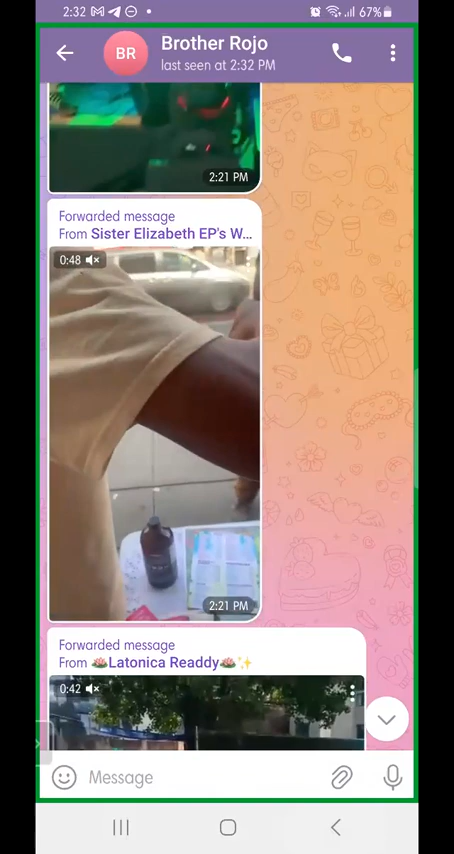 2:32
67%
BR
Brother Rojo
last seen at 2:32 PM
2:21 PM
Forwarded message
From Sister Elizabeth EP's W...
0:48
2:21 PM
Forwarded message
From 🪷Latonica Readdy🪷✨
0:42
Message